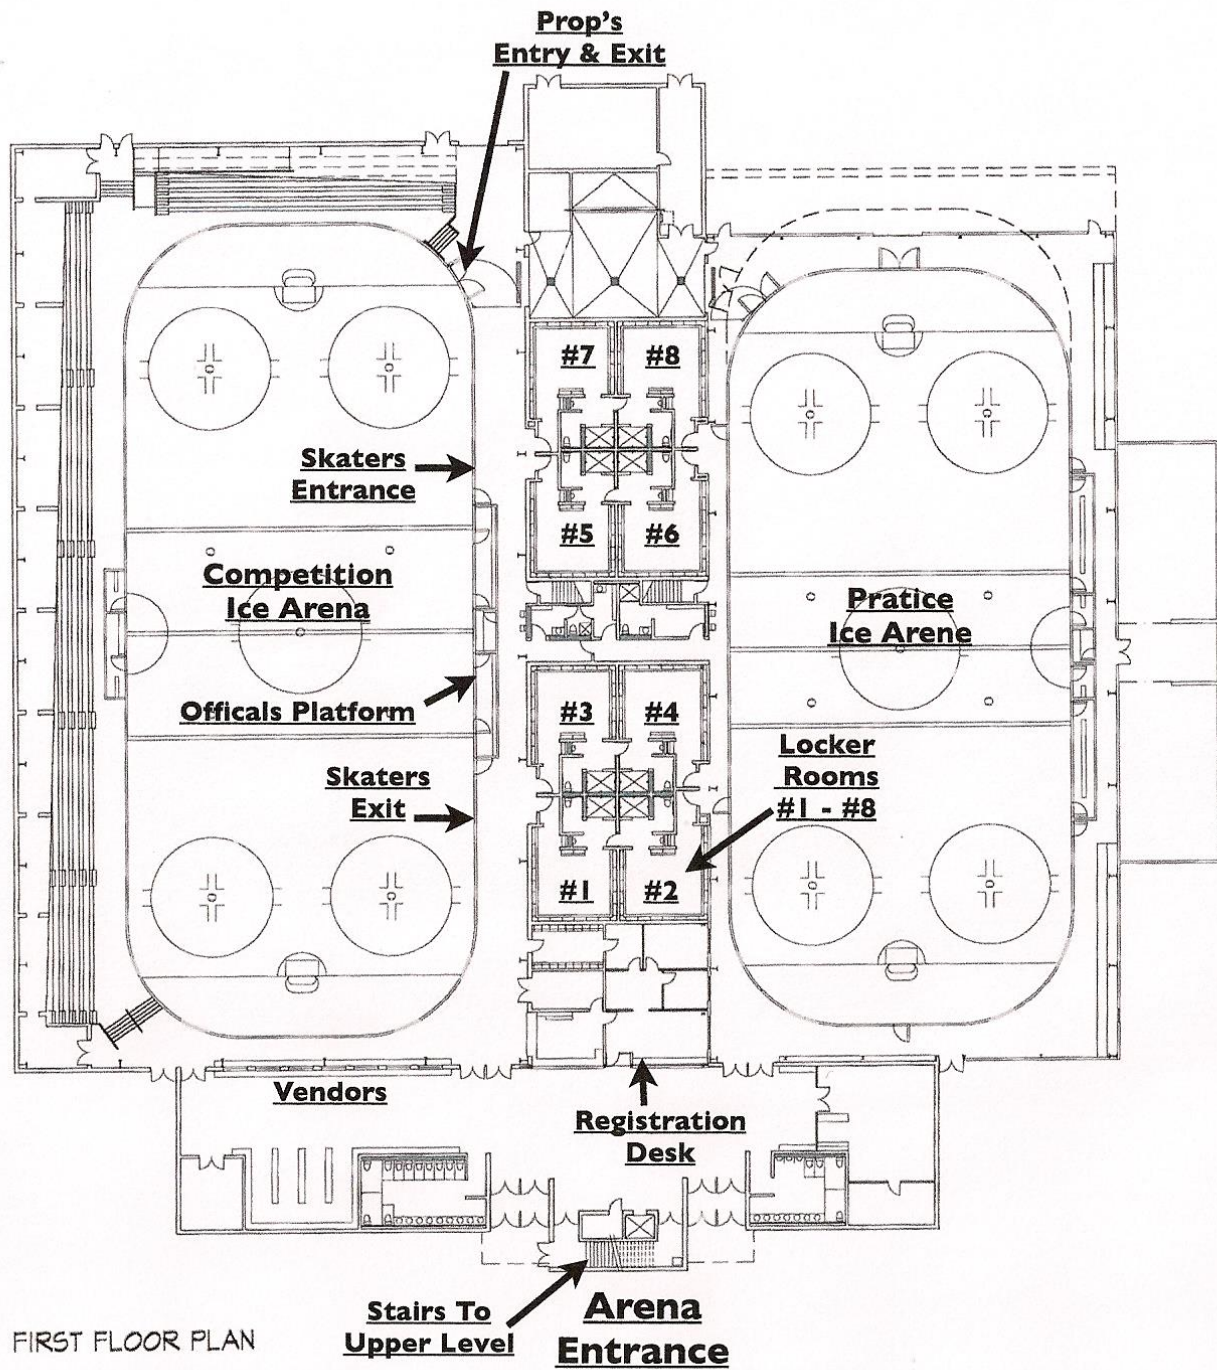 Prop's
Entry & Exit
#7
#8
Skaters
Entrance
#5
#6
Competition
Ice Arena
Pratice
Ice Arene
Officals Platform
#3
#4
Locker
Rooms
#1 - #8
Skaters
Exit
#1
#2
Vendors
Registration
Desk
Stairs To
Upper Level
Arena
Entrance
FIRST FLOOR PLAN